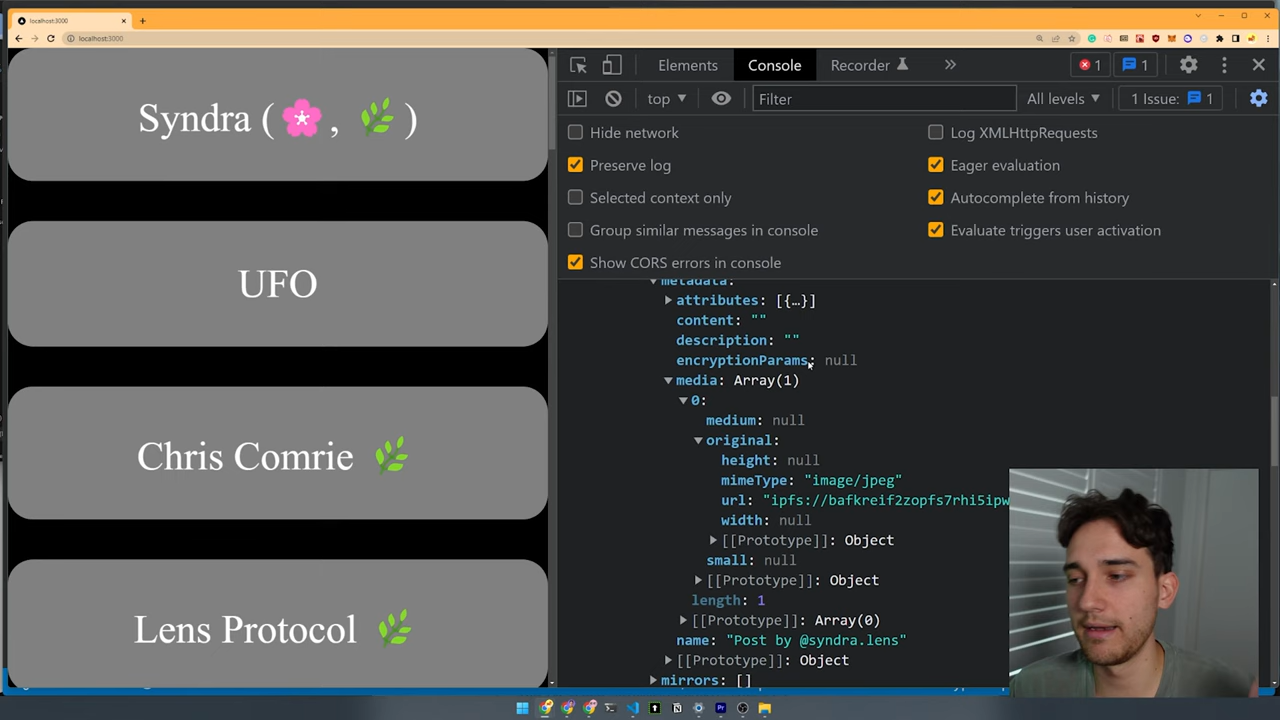 localhost:3000
localhost:3000
Syndra (🌸, 🌿)
UFO
Chris Comrie 🌿
Lens Protocol 🌿
Elements Console Recorder 1 1
top Filter All levels 1 Issue: 1
Hide network Log XMLHttpRequests
Preserve log Eager evaluation
Selected context only Autocomplete from history
Group similar messages in console Evaluate triggers user activation
Show CORS errors in console
metadata:
attributes: [{…}]
content: ""
description: ""
encryptionParams: null
media: Array(1)
0:
medium: null
original:
height: null
mimeType: "image/jpeg"
url: "ipfs://bafkreif2zopfs7rhi5ipw
width: null
[[Prototype]]: Object
small: null
[[Prototype]]: Object
length: 1
[[Prototype]]: Array(0)
name: "Post by @syndra.lens"
[[Prototype]]: Object
mirrors: []